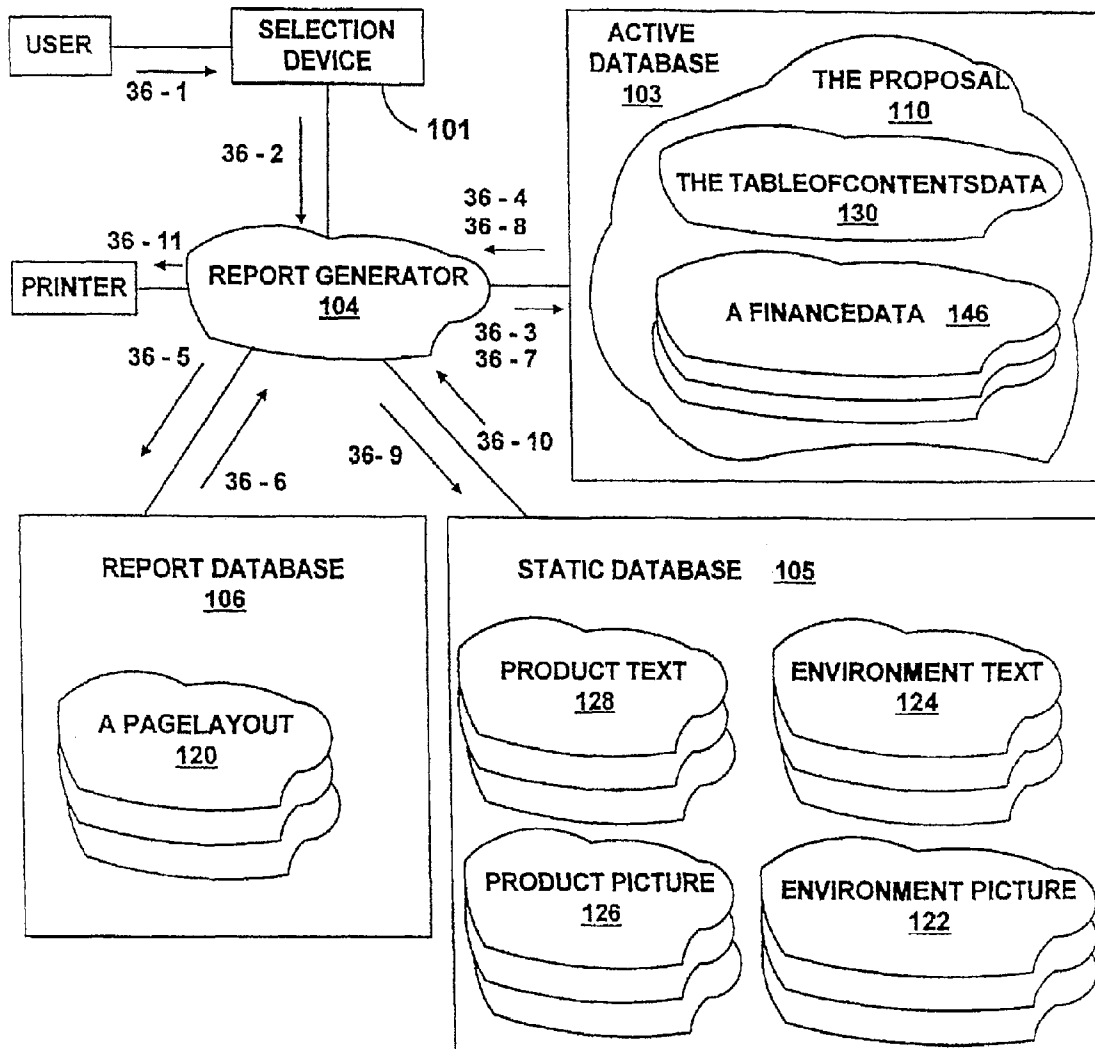 USER
SELECTION
DEVICE
36 - 1
101
36 - 2
ACTIVE
DATABASE
103
THE PROPOSAL
110
THE TABLEOFCONTENTSDATA
130
A FINANCEDATA 146
36 - 4
36 - 8
36 - 11
PRINTER
REPORT GENERATOR
104
36 - 3
36 - 7
36 - 5
36 - 6
36- 9
36 - 10
REPORT DATABASE
106
A PAGELAYOUT
120
STATIC DATABASE 105
PRODUCT TEXT
128
ENVIRONMENT TEXT
124
PRODUCT PICTURE
126
ENVIRONMENT PICTURE
122